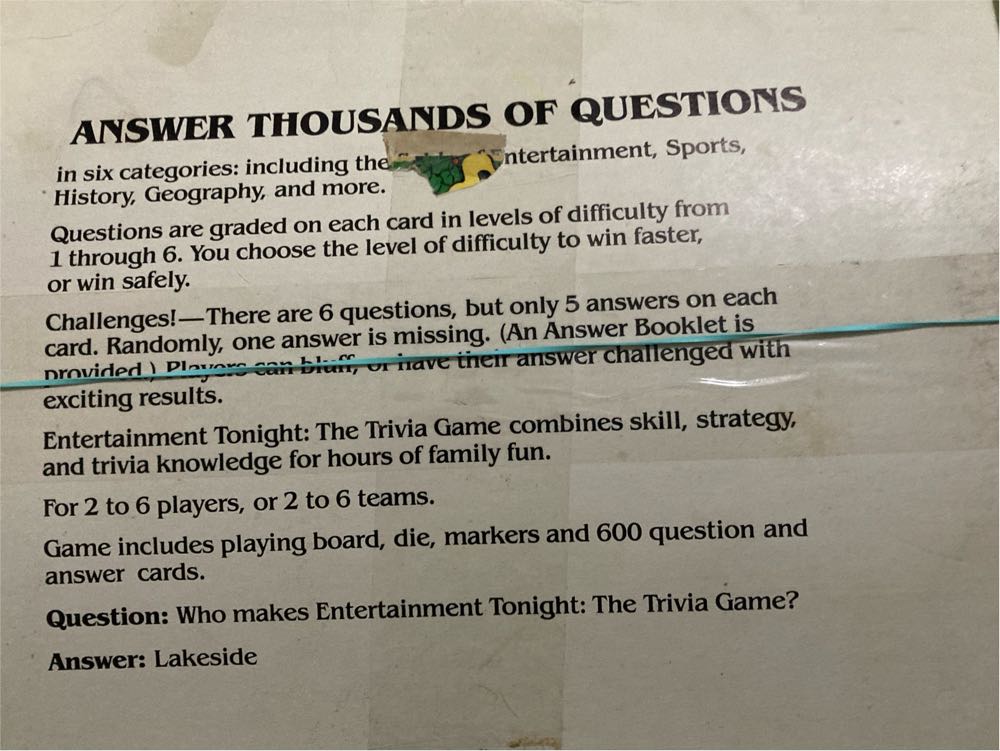 ANSWER THOUSANDS OF QUESTIONS
in six categories: including the ntertainment, Sports,
History, Geography, and more.
Questions are graded on each card in levels of difficulty from
1 through 6. You choose the level of difficulty to win faster,
or win safely.
Challenges!—There are 6 questions, but only 5 answers on each
card. Randomly, one answer is missing. (An Answer Booklet is
provided.) Players can bluff, or have their answer challenged with
exciting results.
Entertainment Tonight: The Trivia Game combines skill, strategy,
and trivia knowledge for hours of family fun.
For 2 to 6 players, or 2 to 6 teams.
Game includes playing board, die, markers and 600 question and
answer cards.
Question: Who makes Entertainment Tonight: The Trivia Game?
Answer: Lakeside